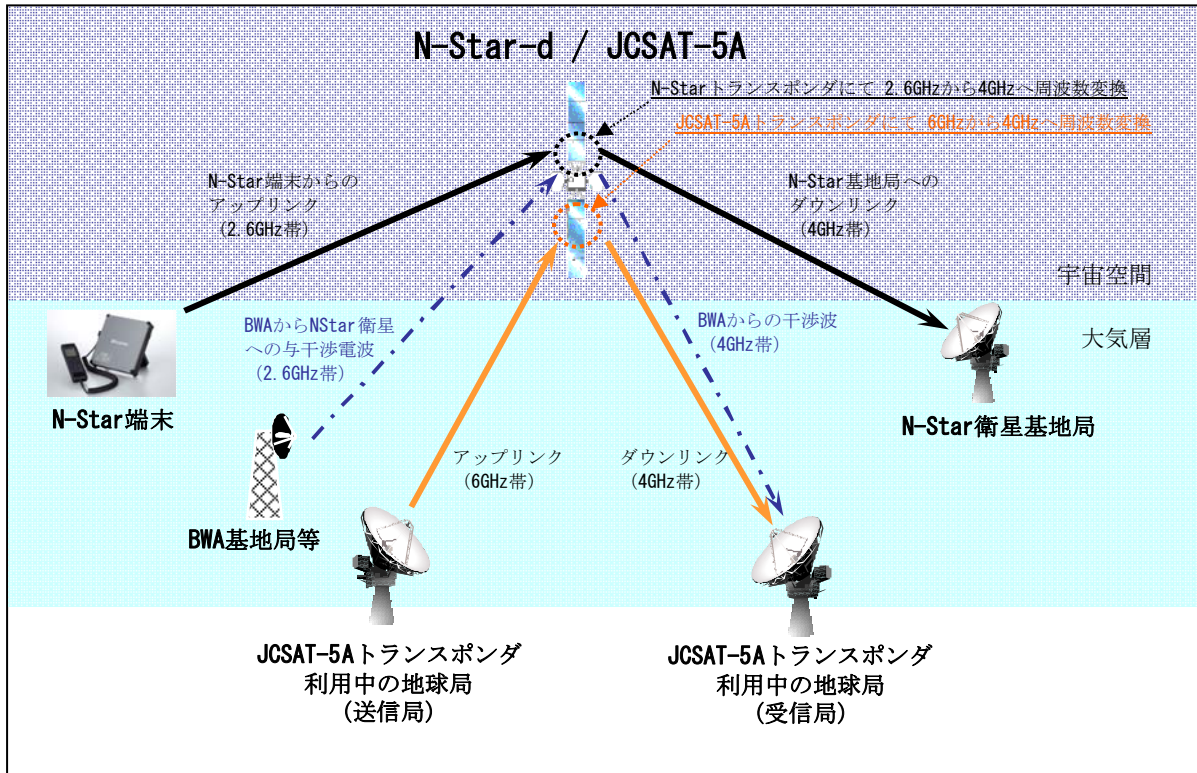 N-Star-d / JCSAT-5A
N-Starトランスポンダにて 2.6GHzから4GHzへ周波数変換
JCSAT-5Aトランスポンダにて 6GHzから4GHzへ周波数変換
N-Star端末からの
アップリンク
(2.6GHz帯)
N-Star基地局への
ダウンリンク
(4GHz帯)
宇宙空間
BWAからNStar衛星
への与干渉電波
(2.6GHz帯)
BWAからの干渉波
(4GHz帯)
大気層
N-Star端末
N-Star衛星基地局
アップリンク
(6GHz帯)
ダウンリンク
(4GHz帯)
BWA基地局等
JCSAT-5Aトランスポンダ
利用中の地球局
(送信局)
JCSAT-5Aトランスポンダ
利用中の地球局
(受信局)